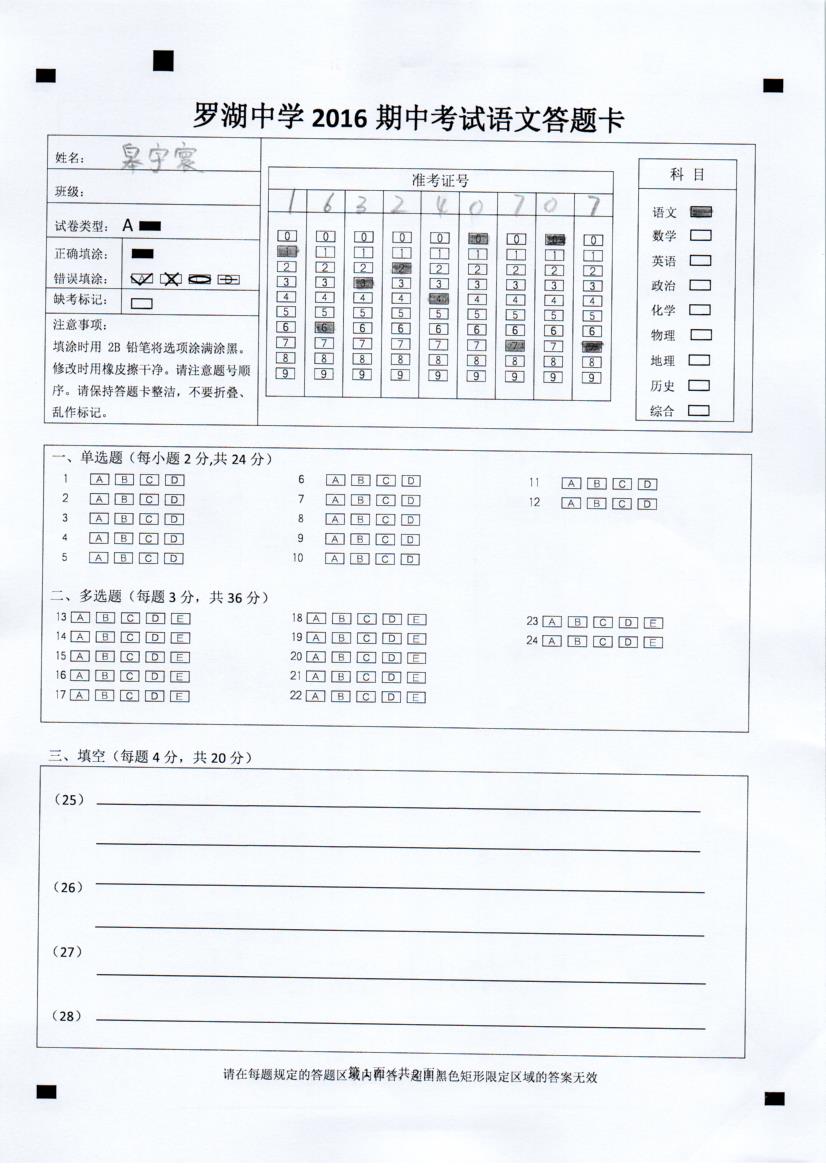 罗湖中学 2016 期中考试语文答题卡
姓名：
宇寰
班级：
试卷类型： A
正确填涂：
错误填涂：
缺考标记：
注意事项：
填涂时用 2B 铅笔将选项涂满涂黑。
修改时用橡皮擦干净。请注意题号顺
序。请保持答题卡整洁，不要折叠、
乱作标记。
准考证号
1 6 3 2 4 0 7 0 7
0 0 0 0 0 0 0 0 0
1 1 1 1 1 1 1 1 1
2 2 2 2 2 2 2 2 2
3 3 3 3 3 3 3 3 3
4 4 4 4 4 4 4 4 4
5 5 5 5 5 5 5 5 5
6 6 6 6 6 6 6 6 6
7 7 7 7 7 7 7 7 7
8 8 8 8 8 8 8 8 8
9 9 9 9 9 9 9 9 9
科 目
语文
数学
英语
政治
化学
物理
地理
历史
综合
一、单选题（每小题 2 分,共 24 分）
1 A B C D
2 A B C D
3 A B C D
4 A B C D
5 A B C D
6 A B C D
7 A B C D
8 A B C D
9 A B C D
10 A B C D
11 A B C D
12 A B C D
二、多选题（每题 3 分，共 36 分）
13 A B C D E
14 A B C D E
15 A B C D E
16 A B C D E
17 A B C D E
18 A B C D E
19 A B C D E
20 A B C D E
21 A B C D E
22 A B C D E
23 A B C D E
24 A B C D E
三、填空（每题 4 分，共 20 分）
（25）
（26）
（27）
（28）
请在每题规定的答题区域内作答，超出黑色矩形限定区域的答案无效
第 1 页（共 2 页）